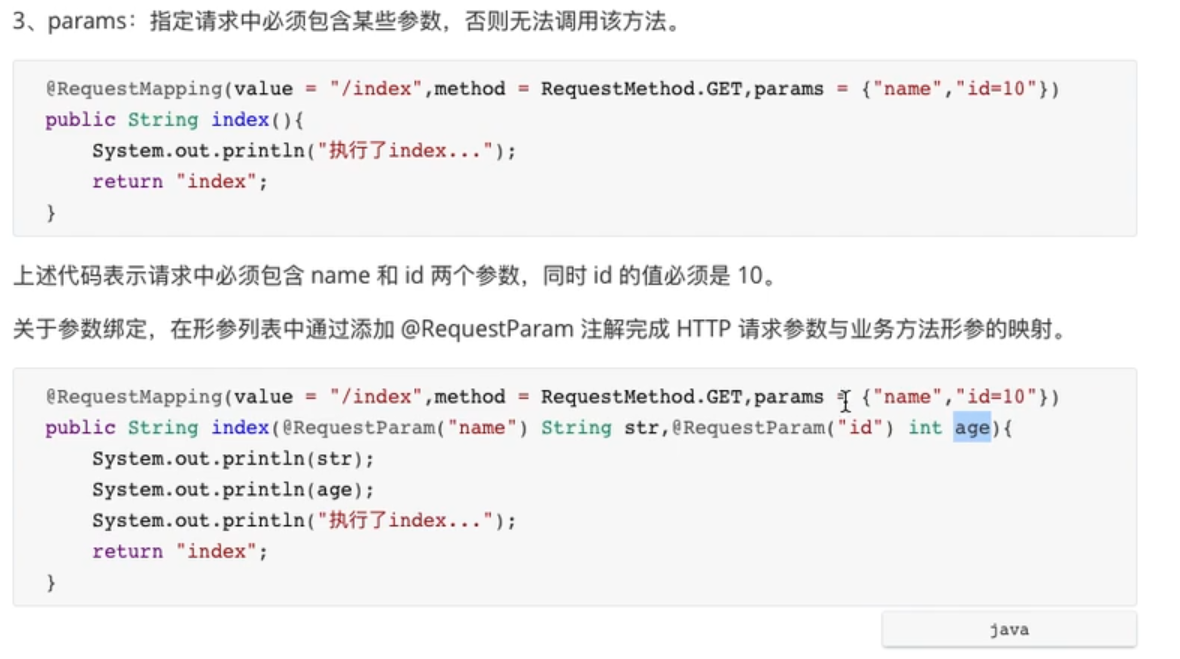 3、params：指定请求中必须包含某些参数，否则无法调用该方法。
@RequestMapping(value = "/index",method = RequestMethod.GET,params = {"name","id=10"})
public String index(){
    System.out.println("执行了index...");
    return "index";
}
上述代码表示请求中必须包含 name 和 id 两个参数，同时 id 的值必须是 10。
关于参数绑定，在形参列表中通过添加 @RequestParam 注解完成 HTTP 请求参数与业务方法形参的映射。
@RequestMapping(value = "/index",method = RequestMethod.GET,params = {"name","id=10"})
public String index(@RequestParam("name") String str,@RequestParam("id") int age){
    System.out.println(str);
    System.out.println(age);
    System.out.println("执行了index...");
    return "index";
}
java